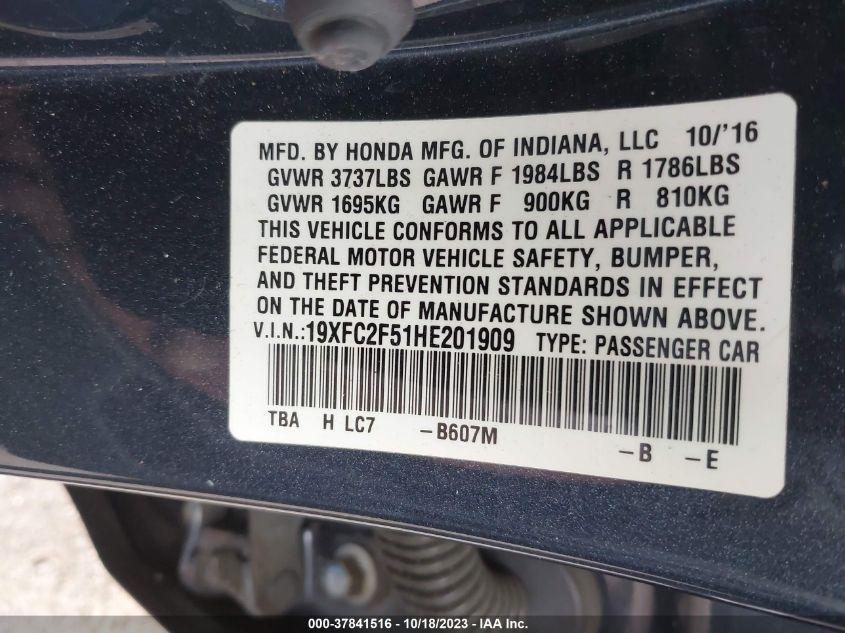 MFD. BY HONDA MFG. OF INDIANA, LLC 10/'16
GVWR 3737LBS GAWR F 1984LBS R 1786LBS
GVWR 1695KG GAWR F 900KG R 810KG
THIS VEHICLE CONFORMS TO ALL APPLICABLE
FEDERAL MOTOR VEHICLE SAFETY, BUMPER,
AND THEFT PREVENTION STANDARDS IN EFFECT
ON THE DATE OF MANUFACTURE SHOWN ABOVE.
V.I.N.:19XFC2F51HE201909 TYPE: PASSENGER CAR
TBA H LC7 -B607M -B -E
000-37841516 - 10/18/2023 - © IAA Inc.